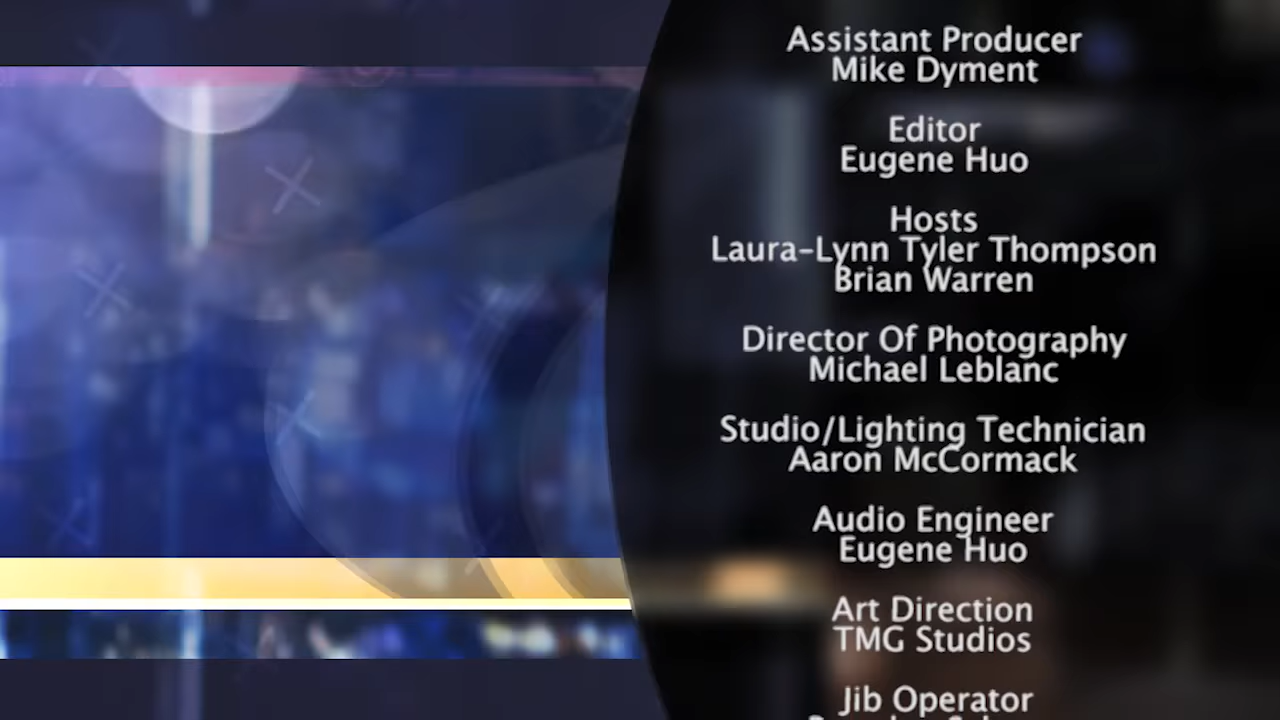 Assistant Producer
Mike Dyment
Editor
Eugene Huo
Hosts
Laura-Lynn Tyler Thompson
Brian Warren
Director Of Photography
Michael Leblanc
Studio/Lighting Technician
Aaron McCormack
Audio Engineer
Eugene Huo
Art Direction
TMG Studios
Jib Operator